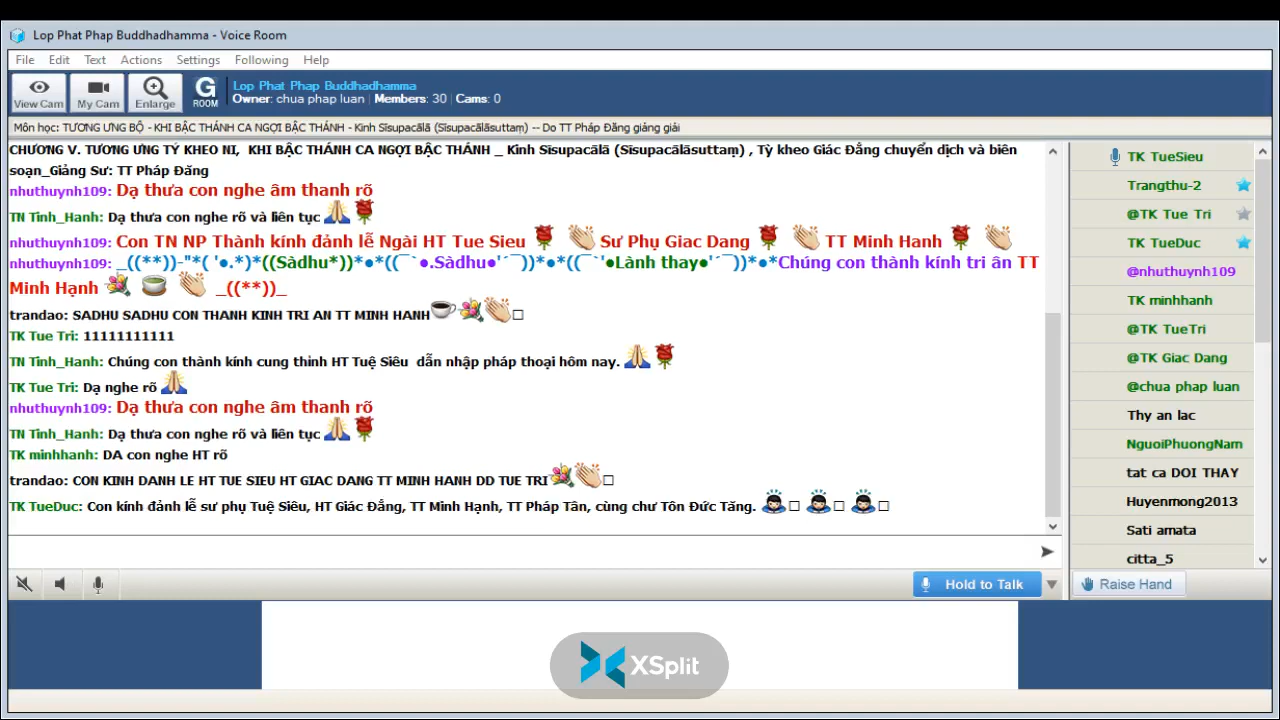 Lop Phat Phap Buddhadhamma - Voice Room
File Edit Text Actions Settings Following Help
View Cam My Cam Enlarge G ROOM
Lop Phat Phap Buddhadhamma
Owner: chua phap luan | Members: 30 | Cams: 0
Môn học: TƯƠNG ƯNG BỘ - KHI BẬC THÁNH CA NGỢI BẬC THÁNH - Kinh Sīsupacālā (Sīsupacālāsuttaṃ) -- Do TT Pháp Đăng giảng giải
CHƯƠNG V. TƯƠNG ƯNG TỶ KHEO NI, KHI BẬC THÁNH CA NGỢI BẬC THÁNH _ Kinh Sīsupacālā (Sīsupacālāsuttaṃ) , Tỳ kheo Giác Đẳng chuyển dịch và biên
soạn_Giảng Sư: TT Pháp Đăng
nhuthuynh109: Dạ thưa con nghe âm thanh rõ
TN Tinh_Hanh: Dạ thưa con nghe rõ và liên tục
nhuthuynh109: Con TN NP Thành kính đảnh lễ Ngài HT Tue Sieu Sư Phụ Giac Dang TT Minh Hanh
nhuthuynh109: _((**))-"*( '●.*)*((Sàdhu*))*●*((¯`●.Sàdhu●'´¯))*●*((¯`'●Lành thay●'´¯))*●*Chúng con thành kính tri ân TT
Minh Hạnh _((**))_
trandao: SADHU SADHU CON THANH KINH TRI AN TT MINH HANH
TK Tue Tri: 11111111111
TN Tinh_Hanh: Chúng con thành kính cung thỉnh HT Tuệ Siêu dẫn nhập pháp thoại hôm nay.
TK Tue Tri: Dạ nghe rõ
nhuthuynh109: Dạ thưa con nghe âm thanh rõ
TN Tinh_Hanh: Dạ thưa con nghe rõ và liên tục
TK minhhanh: DA con nghe HT rõ
trandao: CON KINH DANH LE HT TUE SIEU HT GIAC DANG TT MINH HANH DD TUE TRI
TK TueDuc: Con kính đảnh lễ sư phụ Tuệ Siêu, HT Giác Đẳng, TT Minh Hạnh, TT Pháp Tân, cùng chư Tôn Đức Tăng.
TK TueSieu
Trangthu-2
@TK Tue Tri
TK TueDuc
@nhuthuynh109
TK minhhanh
@TK TueTri
@TK Giac Dang
@chua phap luan
Thy an lac
NguoiPhuongNam
tat ca DOI THAY
Huyenmong2013
Sati amata
citta_5
Hold to Talk
Raise Hand
XSplit